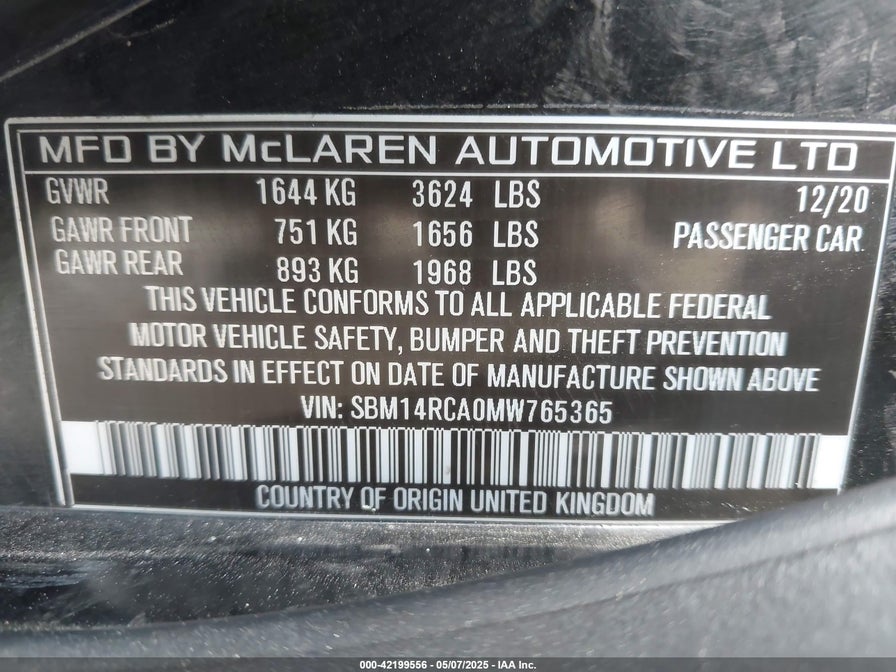 MFD BY McLAREN AUTOMOTIVE LTD
GVWR 1644 KG 3624 LBS 12/20
GAWR FRONT 751 KG 1656 LBS PASSENGER CAR
GAWR REAR 893 KG 1968 LBS
THIS VEHICLE CONFORMS TO ALL APPLICABLE FEDERAL
MOTOR VEHICLE SAFETY, BUMPER AND THEFT PREVENTION
STANDARDS IN EFFECT ON DATE OF MANUFACTURE SHOWN ABOVE
VIN: SBM14RCA0MW765365
COUNTRY OF ORIGIN UNITED KINGDOM
000-42199556 - 05/07/2025 - IAA Inc.